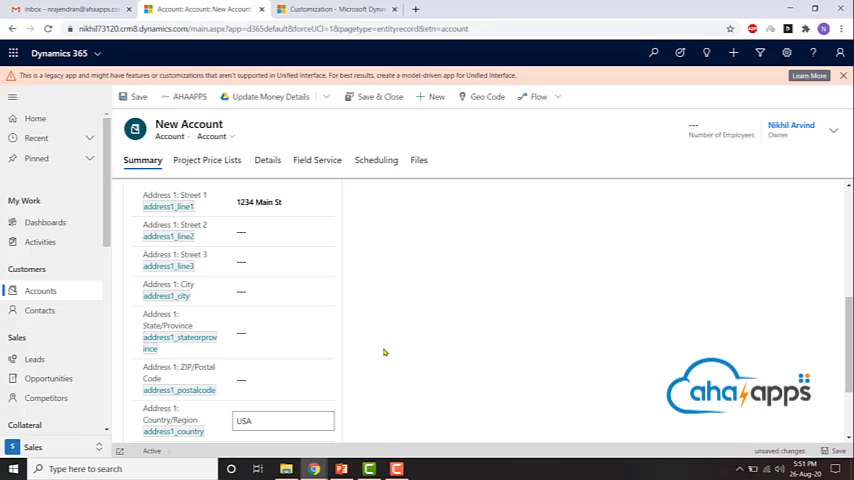 Inbox - nrajendran@ahaapps.co
Account: Account: New Account
Customization - Microsoft Dyna
nikhil73120.crm8.dynamics.com/main.aspx?app=d365default&forceUCI=1&pagetype=entityrecord&etn=account
N
Dynamics 365
This is a legacy app and might have features or customizations that aren't supported in Unified Interface. For best results, create a model-driven app for Unified Interface.
Learn More
Save
AHAAPPS
Update Money Details
Save & Close
New
Geo Code
Flow
Home
Recent
Pinned
My Work
Dashboards
Activities
Customers
Accounts
Contacts
Sales
Leads
Opportunities
Competitors
Collateral
S Sales
New Account
Account · Account
---
Number of Employees
Nikhil Arvind
Owner
Summary
Project Price Lists
Details
Field Service
Scheduling
Files
Address 1: Street 1
address1_line1
1234 Main St
Address 1: Street 2
address1_line2
---
Address 1: Street 3
address1_line3
---
Address 1: City
address1_city
---
Address 1:
State/Province
address1_stateorprov
ince
---
Address 1: ZIP/Postal
Code
address1_postalcode
---
Address 1:
Country/Region
address1_country
USA
aha apps
Active
unsaved changes
Save
Type here to search
5:51 PM
26-Aug-20